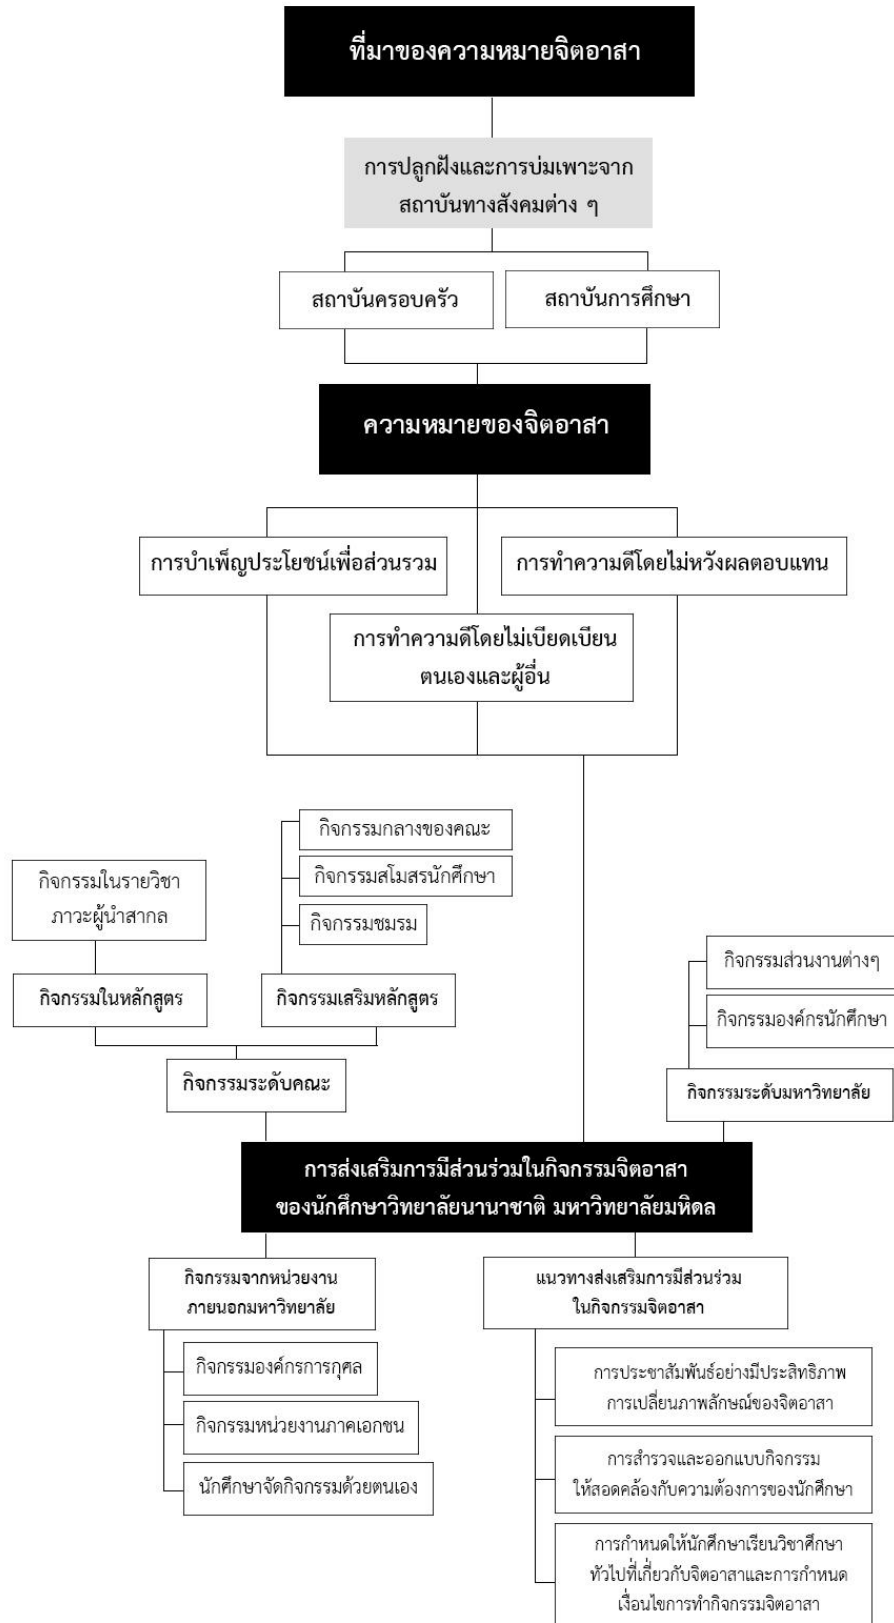 ที่มาของความหมายจิตอาสา
การปลูกฝังและการบ่มเพาะจาก
สถาบันทางสังคมต่าง ๆ
สถาบันครอบครัว
สถาบันการศึกษา
ความหมายของจิตอาสา
การบำเพ็ญประโยชน์เพื่อส่วนรวม
การทำความดีโดยไม่หวังผลตอบแทน
การทำความดีโดยไม่เบียดเบียน
ตนเองและผู้อื่น
กิจกรรมกลางของคณะ
กิจกรรมสโมสรนักศึกษา
กิจกรรมชมรม
กิจกรรมในรายวิชา
ภาวะผู้นำสากล
กิจกรรมในหลักสูตร
กิจกรรมเสริมหลักสูตร
กิจกรรมระดับคณะ
กิจกรรมส่วนงานต่างๆ
กิจกรรมองค์กรนักศึกษา
กิจกรรมระดับมหาวิทยาลัย
การส่งเสริมการมีส่วนร่วมในกิจกรรมจิตอาสา
ของนักศึกษาวิทยาลัยนานาชาติ มหาวิทยาลัยมหิดล
กิจกรรมจากหน่วยงาน
ภายนอกมหาวิทยาลัย
กิจกรรมองค์กรการกุศล
กิจกรรมหน่วยงานภาคเอกชน
นักศึกษาจัดกิจกรรมด้วยตนเอง
แนวทางส่งเสริมการมีส่วนร่วม
ในกิจกรรมจิตอาสา
การประชาสัมพันธ์อย่างมีประสิทธิภาพ
การเปลี่ยนภาพลักษณ์ของจิตอาสา
การสำรวจและออกแบบกิจกรรม
ให้สอดคล้องกับความต้องการของนักศึกษา
การกำหนดให้นักศึกษาเรียนวิชาศึกษา
ทั่วไปที่เกี่ยวกับจิตอาสาและการกำหนด
เงื่อนไขการทำกิจกรรมจิตอาสา